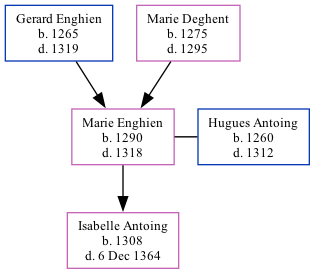 Gerard Enghien
b. 1265
d. 1319
Marie Deghent
b. 1275
d. 1295
Marie Enghien
b. 1290
d. 1318
Hugues Antoing
b. 1260
d. 1312
Isabelle Antoing
b. 1308
d. 6 Dec 1364